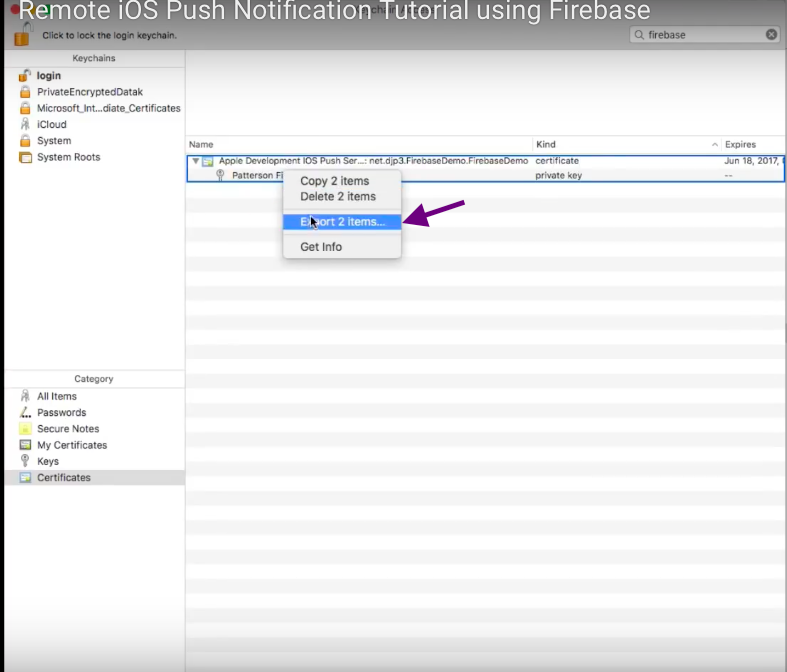 Remote iOS Push Notification Tutorial using Firebase
Click to lock the login keychain.
firebase
Keychains
login
PrivateEncryptedDatak
Microsoft_Int...diate_Certificates
iCloud
System
System Roots
Name Kind Expires
Apple Development IOS Push Ser...: net.djp3.FirebaseDemo.FirebaseDemo certificate Jun 18, 2017,
Patterson private key --
Copy 2 items
Delete 2 items
Export 2 items...
Get Info
Category
All Items
Passwords
Secure Notes
My Certificates
Keys
Certificates